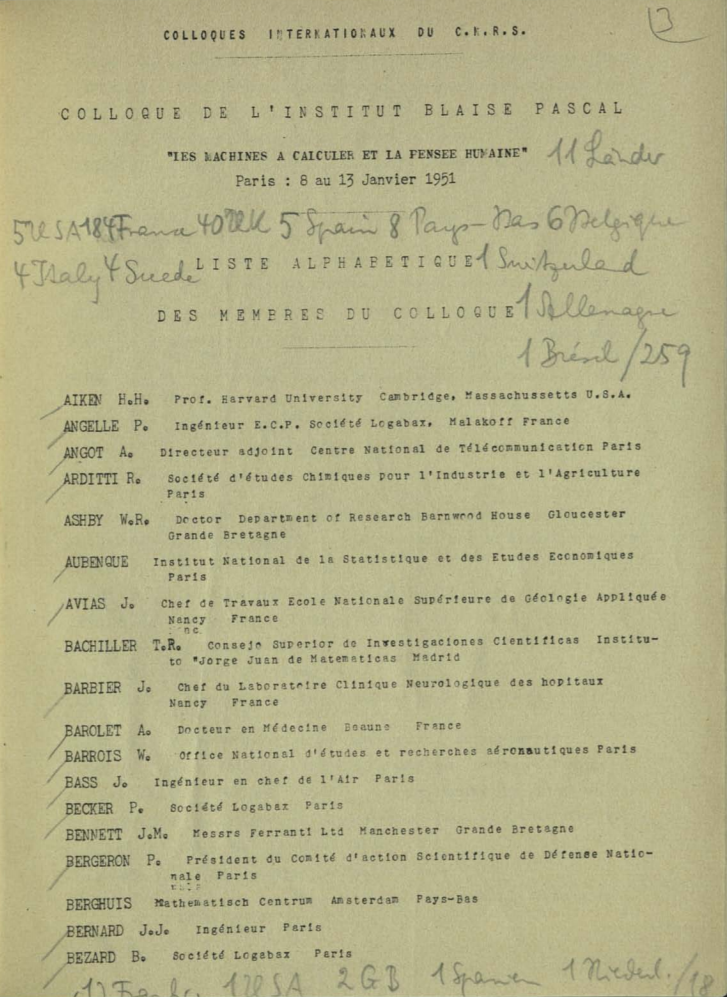 13
COLLOQUES INTERNATIONAUX DU C.N.R.S.
COLLOQUE DE L'INSTITUT BLAISE PASCAL
"LES MACHINES A CALCULER ET LA PENSEE HUMAINE" 11 Länder
Paris : 8 au 13 Janvier 1951
5 USA 184 France 40 UK 5 Spain 8 Pays-Bas 6 Belgique
4 Italy 4 Suede LISTE ALPHABETIQUE 1 Switzerland
DES MEMBRES DU COLLOQUE 1 Allemagne
1 Brésil /259
AIKEN H.H. Prof. Harvard University Cambridge, Massachussetts U.S.A.
ANGELLE P. Ingénieur E.C.P. Société Logabax, Malakoff France
ANGOT A. Directeur adjoint Centre National de Télécommunication Paris
ARDITTI R. Société d'études Chimiques pour l'Industrie et l'Agriculture
Paris
ASHBY W.R. Doctor Department of Research Barnwood House Gloucester
Grande Bretagne
AUBENQUE Institut National de la Statistique et des Etudes Economiques
Paris
AVIAS J. Chef de Travaux Ecole Nationale Supérieure de Géologie Appliquée
Nancy France
BACHILLER T.R. Consejo Superior de Investigaciones Cientificas Institu-
to "Jorge Juan de Matematicas Madrid
BARBIER J. Chef du Laboratoire Clinique Neurologique des hopitaux
Nancy France
BAROLET A. Docteur en Médecine Beaune France
BARROIS W. Office National d'études et recherches aéronautiques Paris
BASS J. Ingénieur en chef de l'Air Paris
BECKER P. Société Logabax Paris
BENNETT J.M. Messrs Ferranti Ltd Manchester Grande Bretagne
BERGERON P. Président du Comité d'action Scientifique de Défense Natio-
nale Paris
BERGHUIS Mathematisch Centrum Amsterdam Pays-Bas
BERNARD J.J. Ingénieur Paris
BEZARD B. Société Logabax Paris
1 USA 2 GB 1 Spanien 1 Niederl. /18